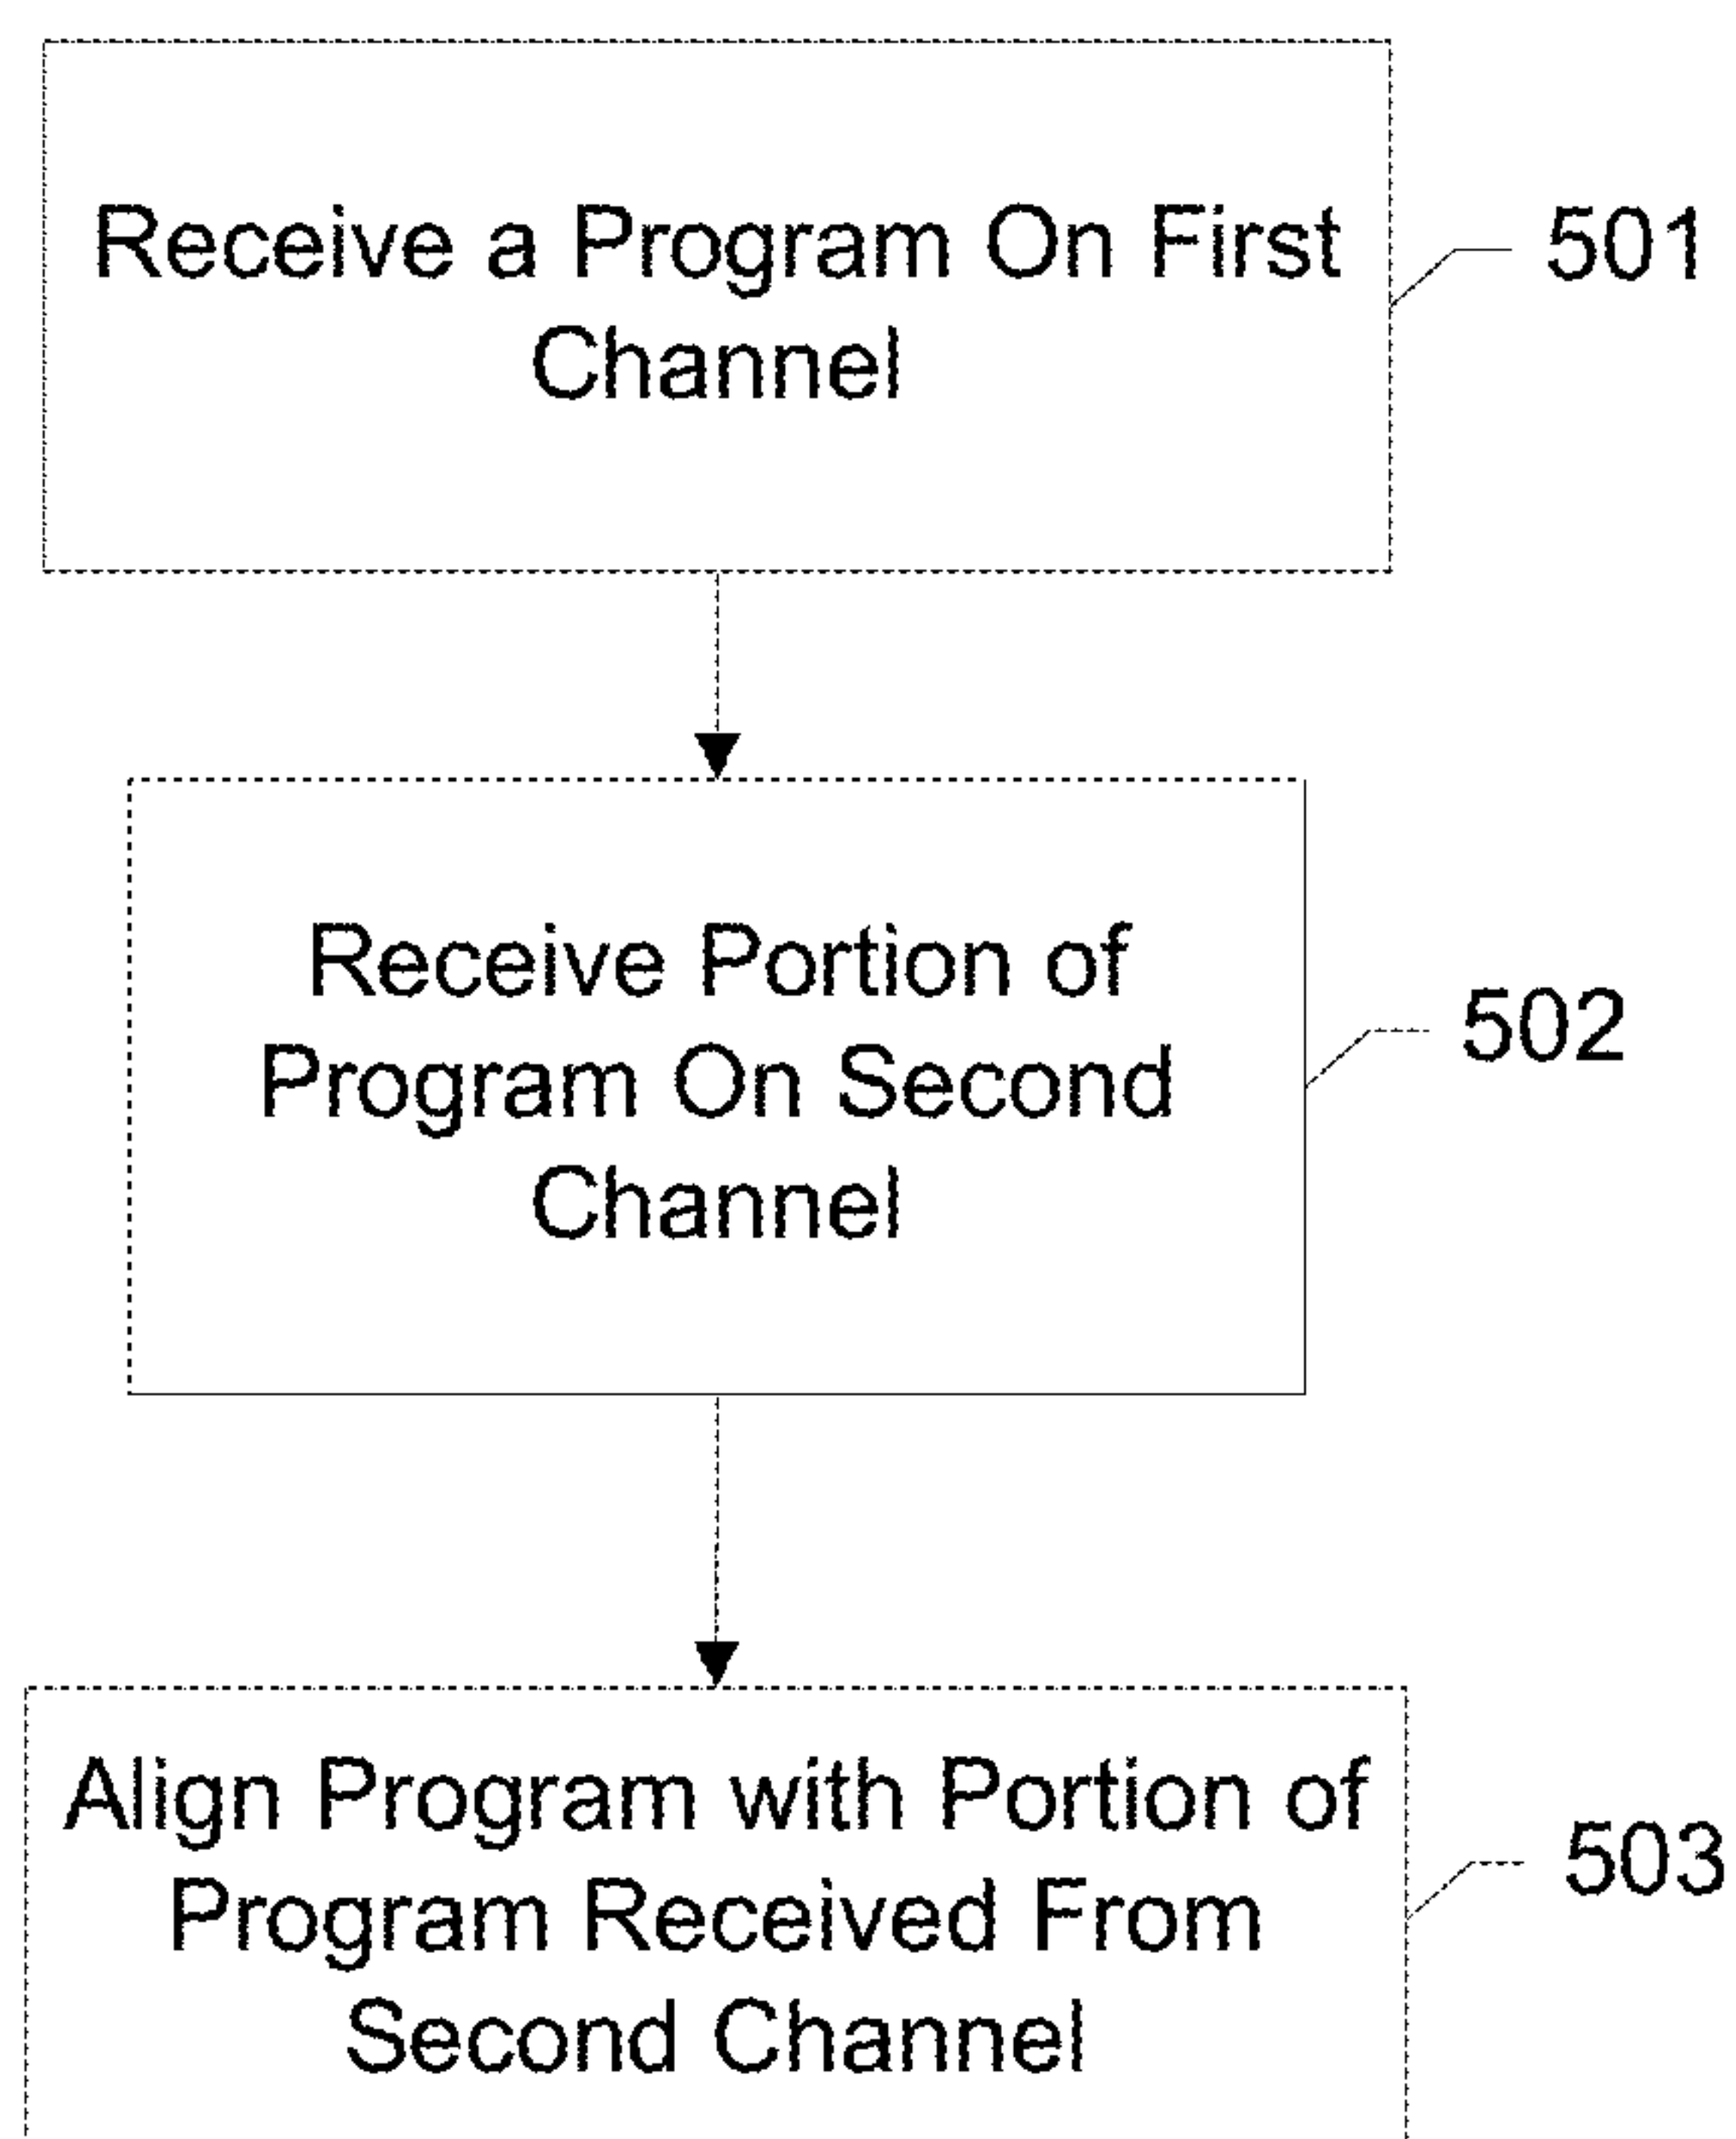 Receive a Program On First
Channel
501
Receive Portion of
Program On Second
Channel
502
Align Program with Portion of
Program Received From
Second Channel
503